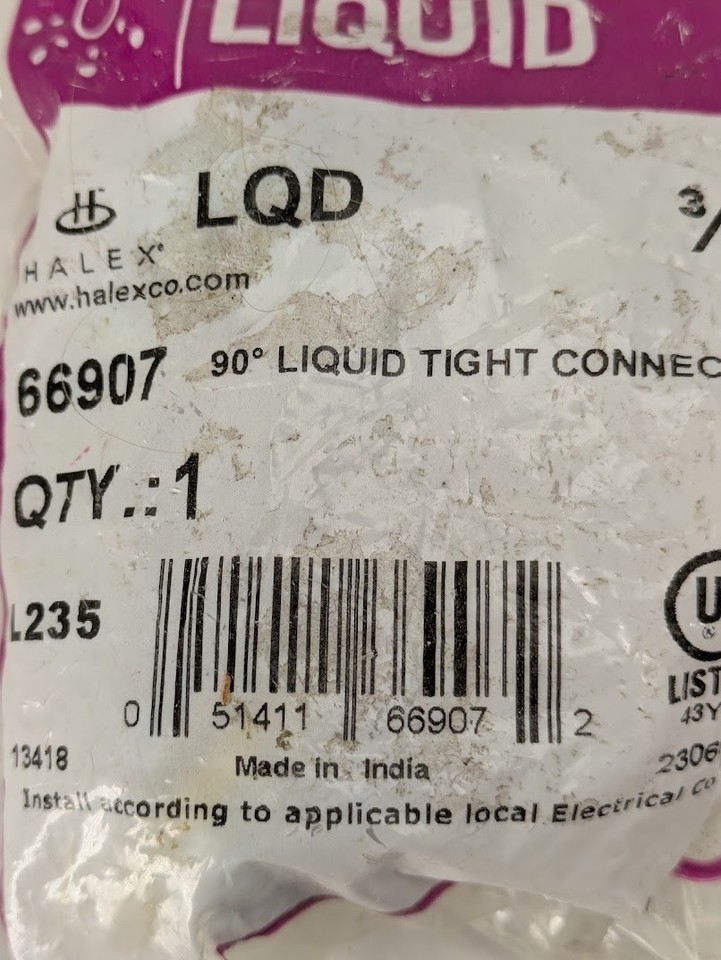 LIQUID
LQD
3/
H
HALEX
www.halexco.com
66907
90° LIQUID TIGHT CONNEC
QTY.:1
L235
U
&
LIST
43Y
0 51411 66907 2
13418
Made in India
2306
Install according to applicable local Electrical Co